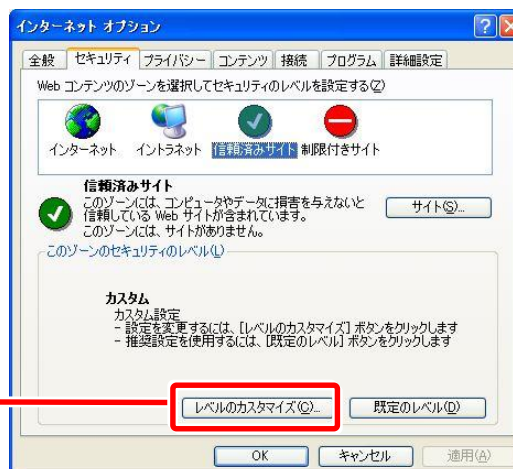 インターネット オプション
全般 セキュリティ プライバシー コンテンツ 接続 プログラム 詳細設定
Web コンテンツのゾーンを選択してセキュリティのレベルを設定する(Z)
インターネット イントラネット 信頼済みサイト 制限付きサイト
信頼済みサイト
このゾーンには、コンピュータやデータに損害を与えないと
信頼している Web サイトが含まれています。
このゾーンには、サイトがありません。
サイト(S)...
このゾーンのセキュリティのレベル(L)
カスタム
カスタム設定
- 設定を変更するには、[レベルのカスタマイズ] ボタンをクリックします
- 推奨設定を使用するには、[既定のレベル] ボタンをクリックします
レベルのカスタマイズ(C)... 既定のレベル(D)
OK キャンセル 適用(A)